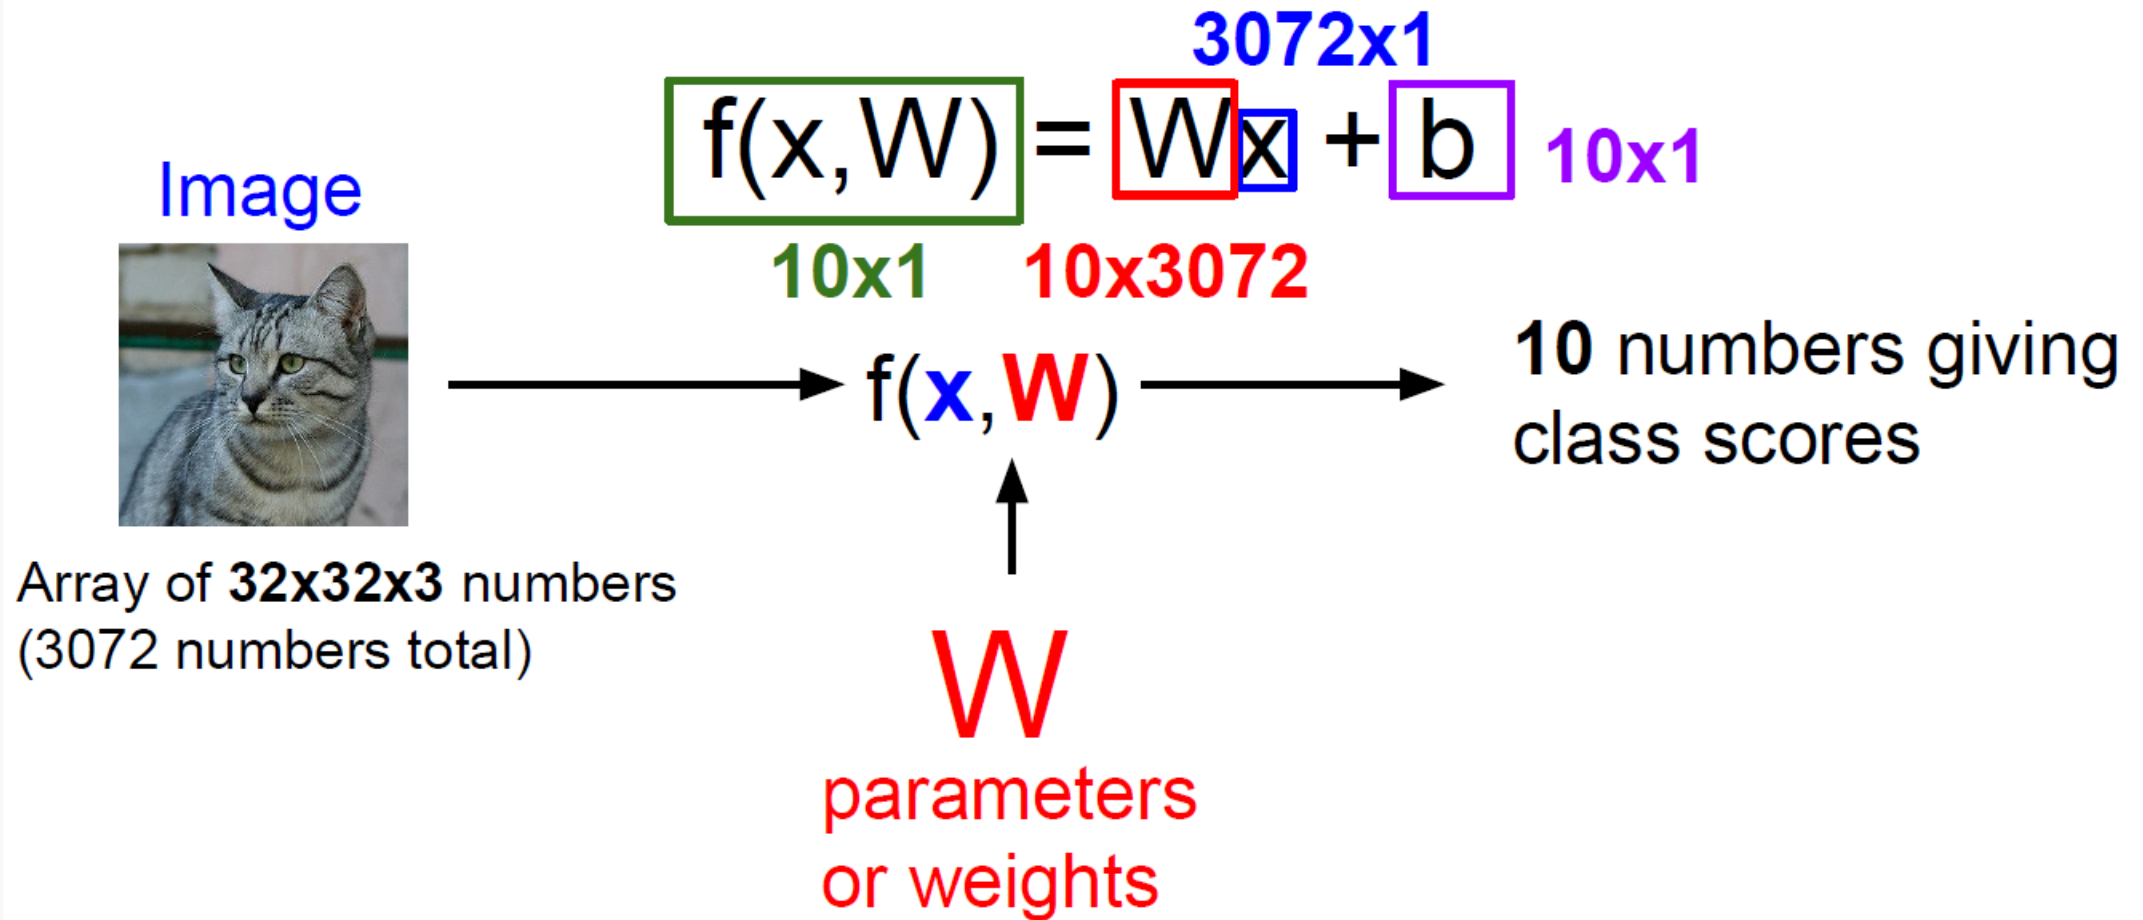 3072x1
f(x,W) = Wx + b 10x1
10x1 10x3072
Image
f(x,W)
10 numbers giving
class scores
Array of 32x32x3 numbers
(3072 numbers total)
W
parameters
or weights